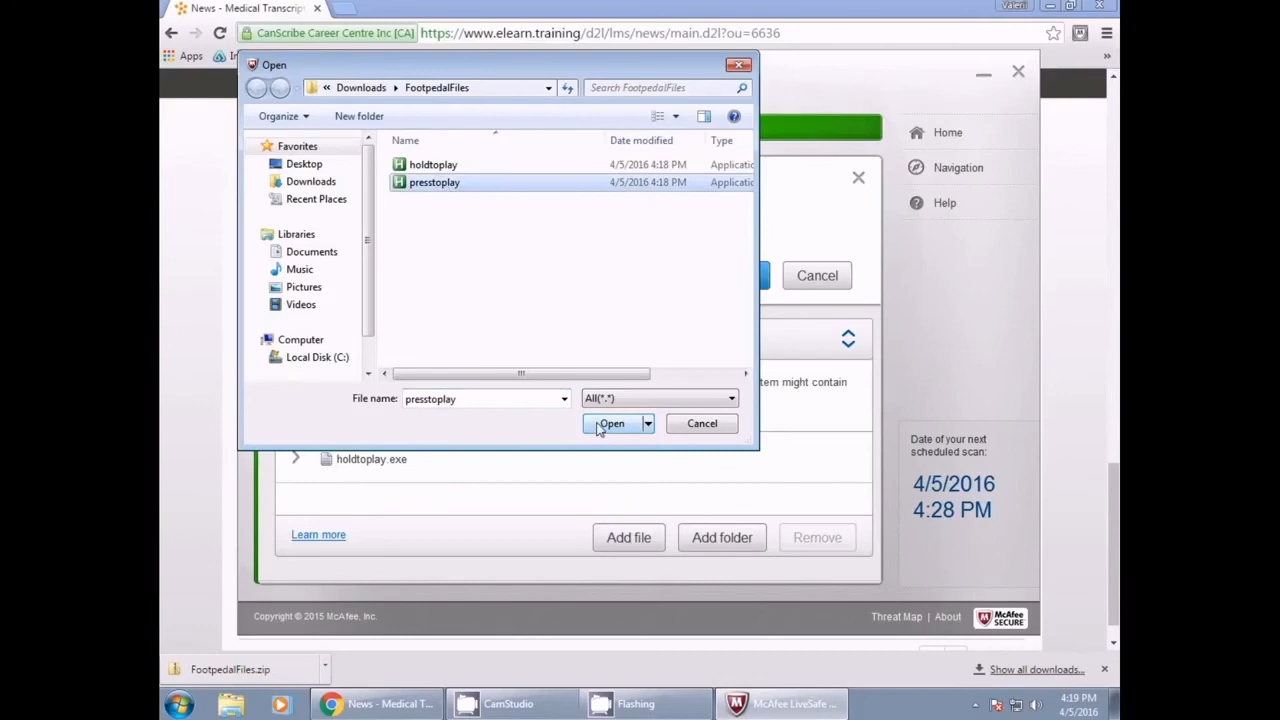 News - Medical Transcrip
Valeril
CanScribe Career Centre Inc [CA]
https://www.elearn.training/d2l/lms/news/main.d2l?ou=6636
Apps
Open
« Downloads FootpedalFiles
Search FootpedalFiles
Organize
New folder
Name
Date modified
Type
Favorites
Desktop
Downloads
Recent Places
Libraries
Documents
Music
Pictures
Videos
Computer
Local Disk (C:)
holdtoplay 4/5/2016 4:18 PM Applicatio
presstoplay 4/5/2016 4:18 PM Applicatio
File name: presstoplay
All(*.*)
Open
Cancel
Home
Navigation
Help
Cancel
tem might contain
holdtoplay.exe
Learn more
Add file
Add folder
Remove
Date of your next
scheduled scan:
4/5/2016
4:28 PM
Copyright © 2015 McAfee, Inc.
Threat Map | About
McAfee
SECURE
FootpedalFiles.zip
Show all downloads...
News - Medical T...
CamStudio
Flashing
McAfee LiveSafe ...
4:19 PM
4/5/2016